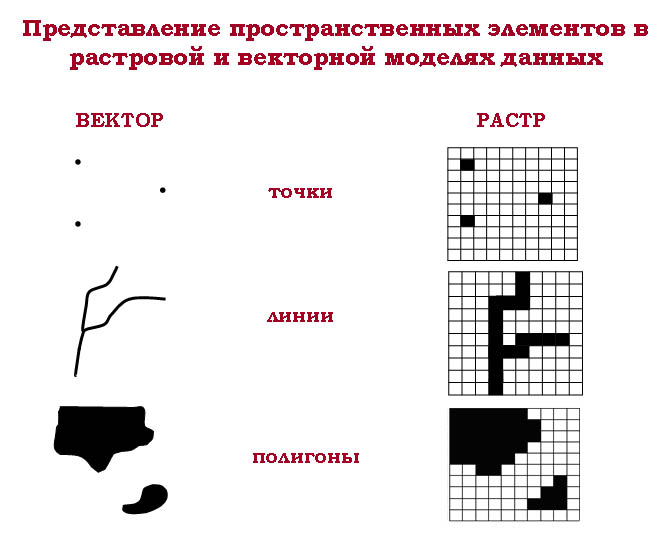 Представление пространственных элементов в
растровой и векторной моделях данных
ВЕКТОР
РАСТР
точки
линии
полигоны